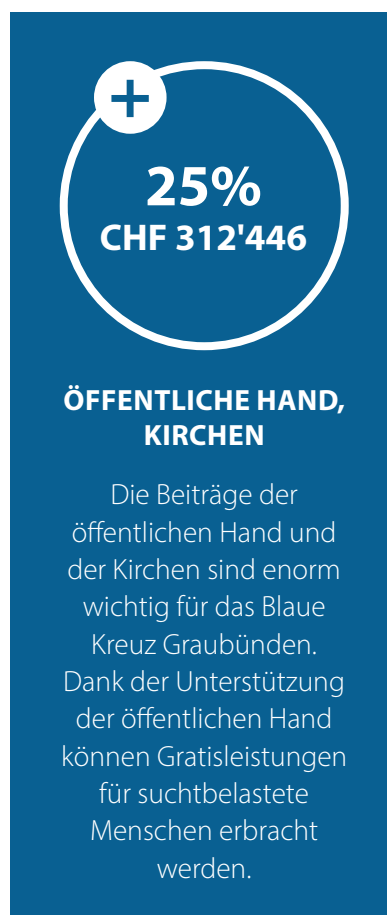 +
25%
CHF 312'446
ÖFFENTLICHE HAND,
KIRCHEN
Die Beiträge der
öffentlichen Hand und
der Kirchen sind enorm
wichtig für das Blaue
Kreuz Graubünden.
Dank der Unterstützung
der öffentlichen Hand
können Gratisleistungen
für suchtbelastete
Menschen erbracht
werden.